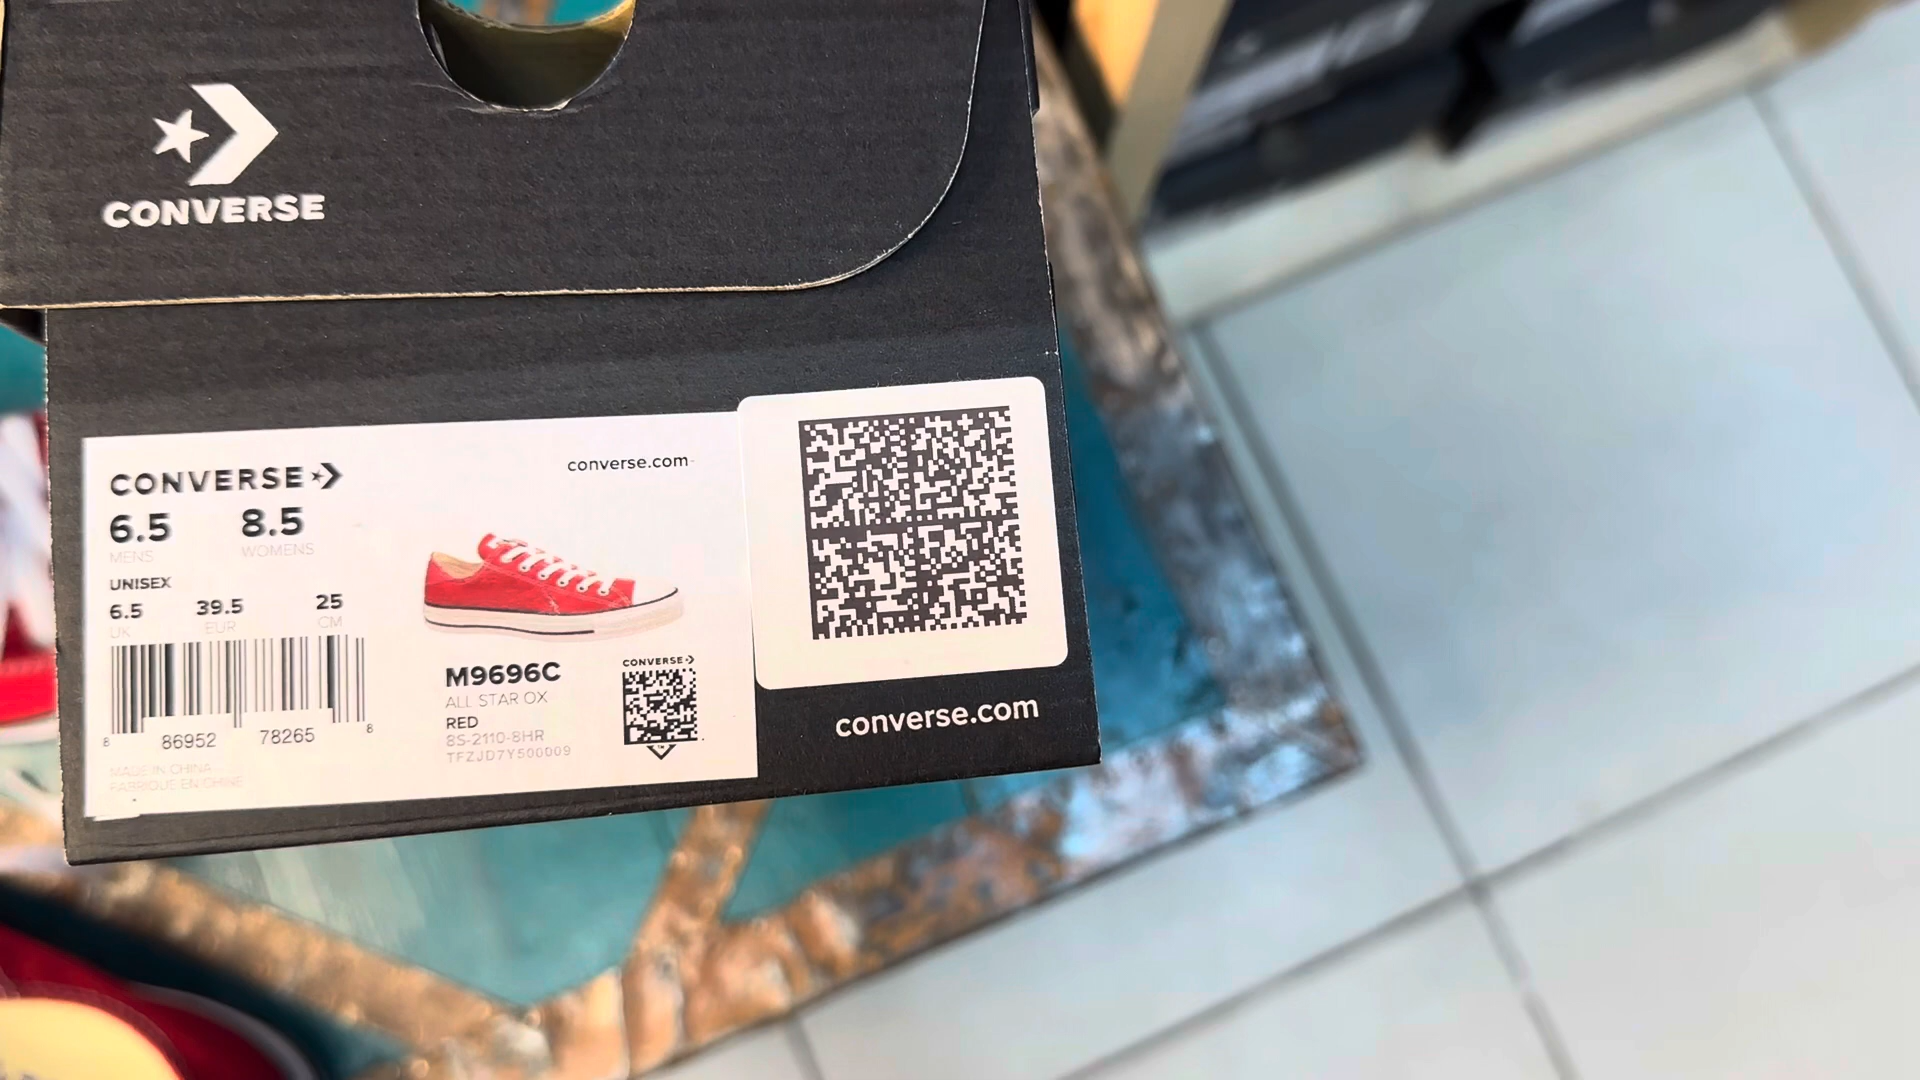 CONVERSE
CONVERSE
converse.com
6.5 8.5
MENS WOMENS
UNISEX
6.5 39.5 25
UK EUR CM
8 86952 78265 8
MADE IN CHINA
FABRIQUE EN CHINE
M9696C
ALL STAR OX
RED
8S-2110-8HR
TFZJD7Y500009
CONVERSE
converse.com